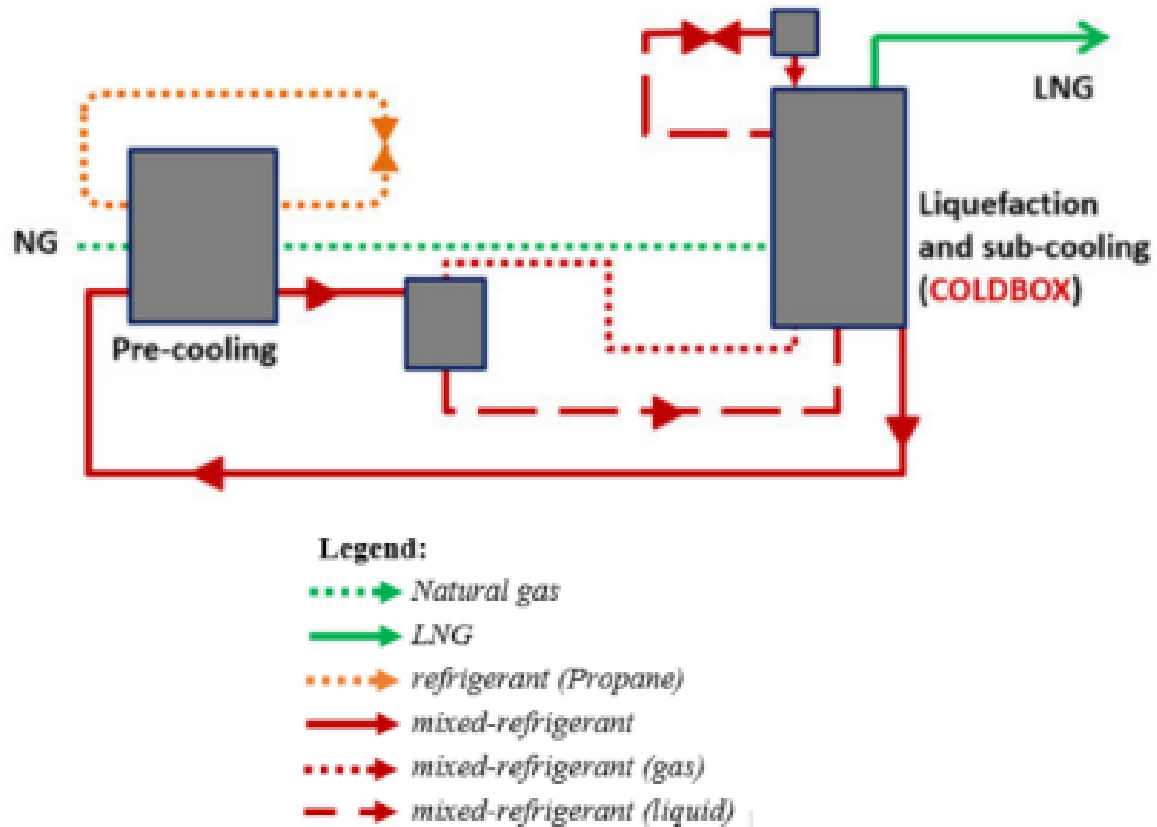 LNG
NG
Liquefaction
and sub-cooling
(COLDBOX)
Pre-cooling
Legend:
Natural gas
LNG
refrigerant (Propane)
mixed-refrigerant
mixed-refrigerant (gas)
mixed-refrigerant (liquid)